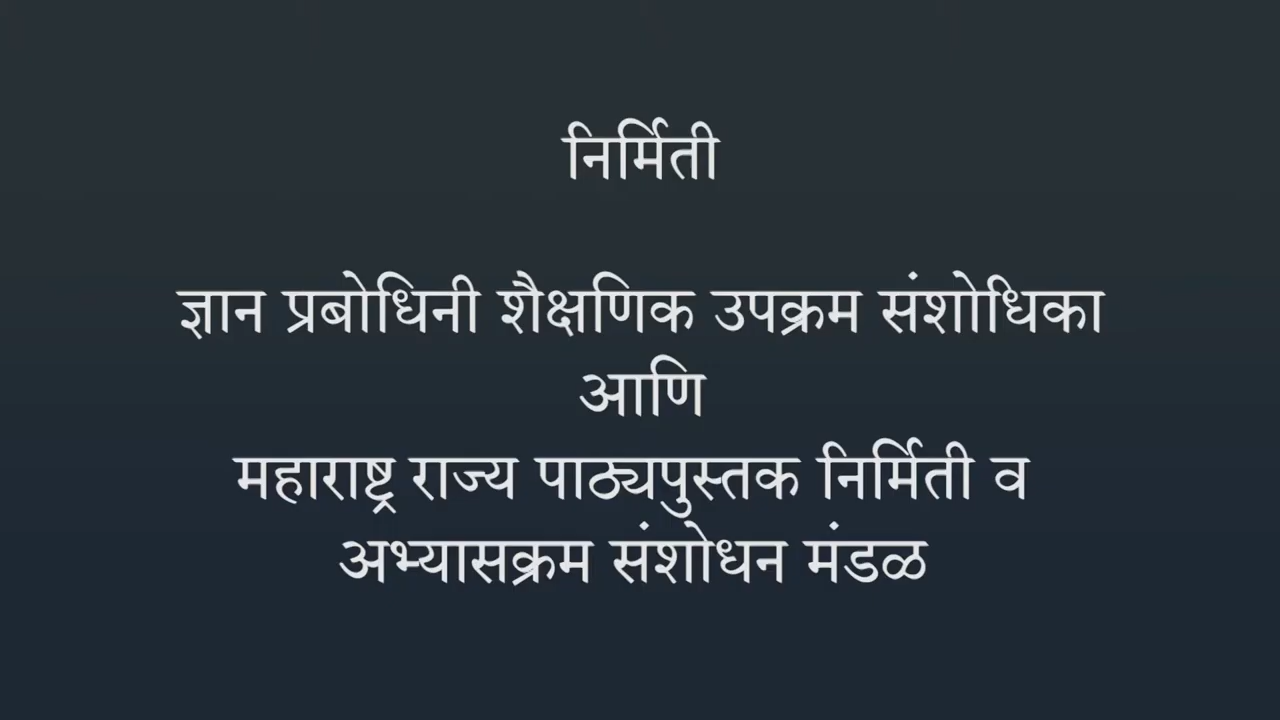 निर्मिती
ज्ञान प्रबोधिनी शैक्षणिक उपक्रम संशोधिका
आणि
महाराष्ट्र राज्य पाठ्यपुस्तक निर्मिती व
अभ्यासक्रम संशोधन मंडळ